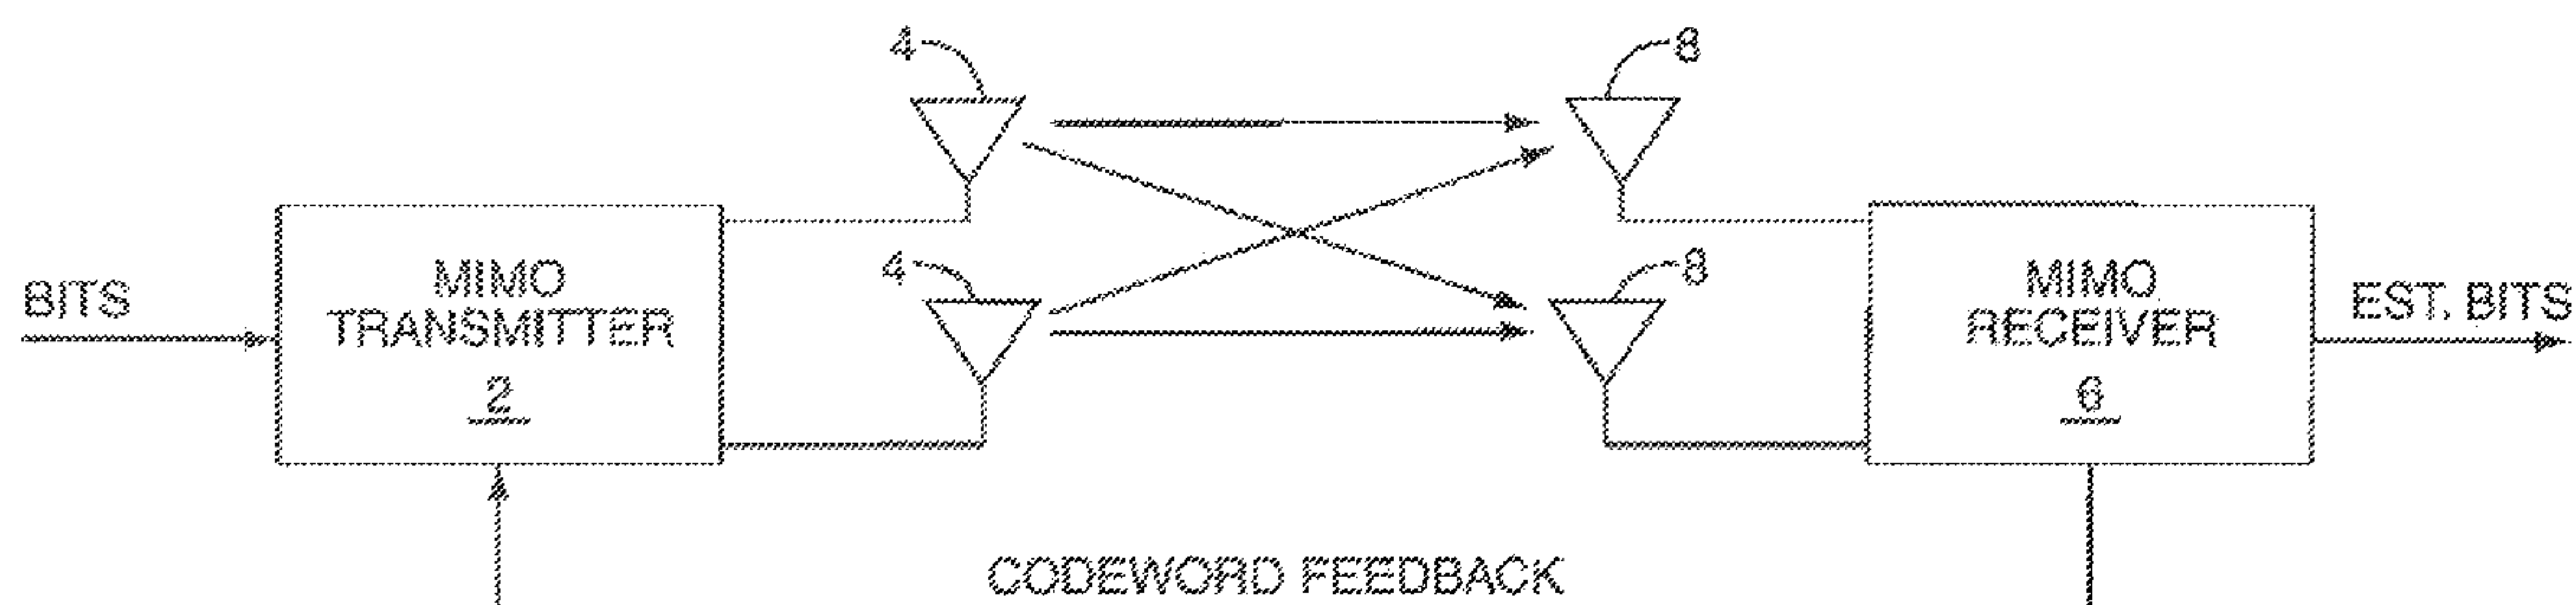 4
8
4
8
BITS
MIMO
TRANSMITTER
2
MIMO
RECEIVER
6
EST. BITS
CODEWORD FEEDBACK